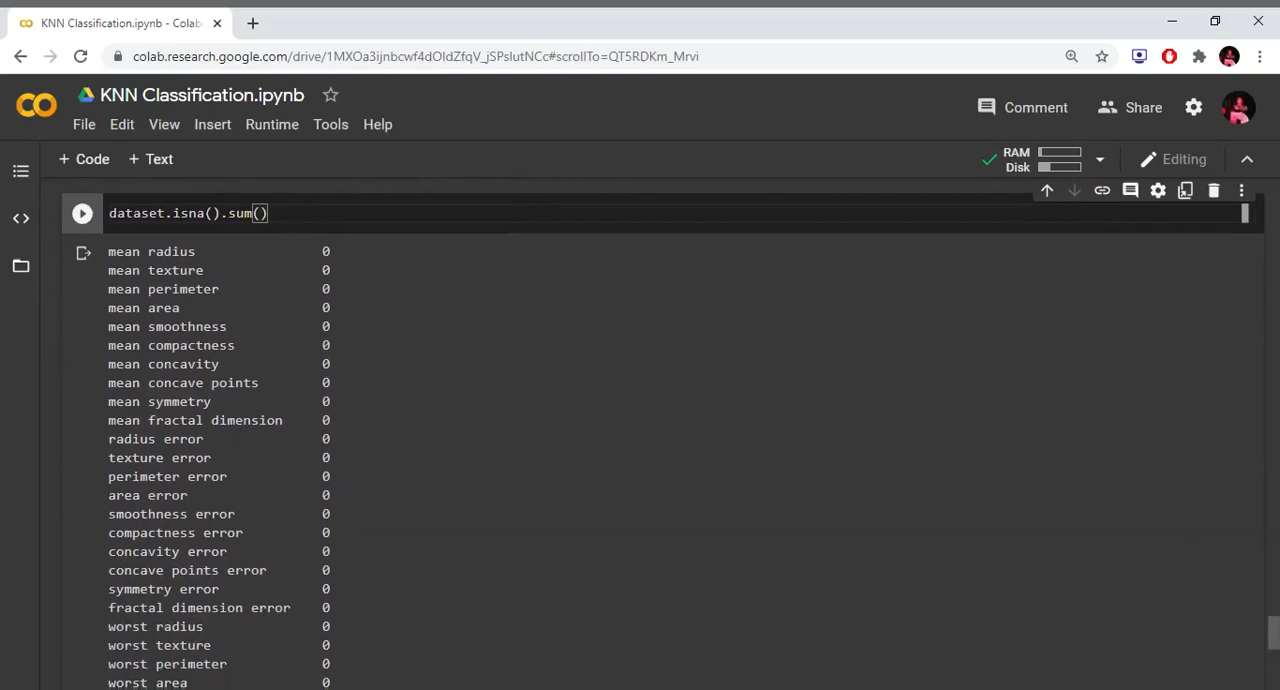 KNN Classification.ipynb - Colab
colab.research.google.com/drive/1MXOa3ijnbcwf4dOIdZfqV_jSPslutNCc#scrollTo=QT5RDKm_Mrvi
KNN Classification.ipynb
Comment
Share
File Edit View Insert Runtime Tools Help
+ Code + Text
RAM
Disk
Editing
dataset.isna().sum()
mean radius 0
mean texture 0
mean perimeter 0
mean area 0
mean smoothness 0
mean compactness 0
mean concavity 0
mean concave points 0
mean symmetry 0
mean fractal dimension 0
radius error 0
texture error 0
perimeter error 0
area error 0
smoothness error 0
compactness error 0
concavity error 0
concave points error 0
symmetry error 0
fractal dimension error 0
worst radius 0
worst texture 0
worst perimeter 0
worst area 0